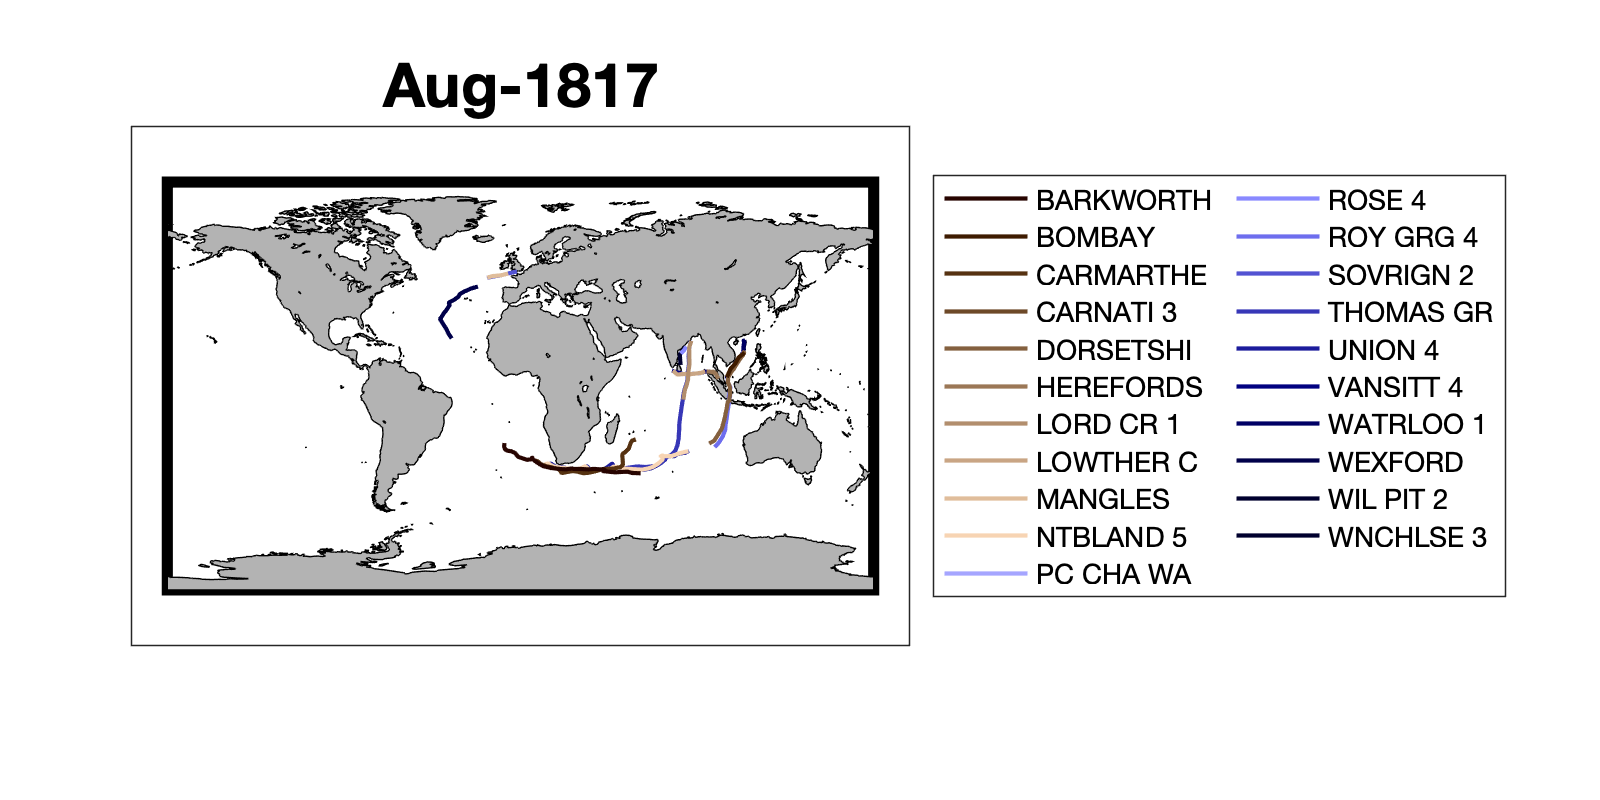 Aug-1817
BARKWORTH
BOMBAY
CARMARTHE
CARNATI 3
DORSETSHI
HEREFORDS
LORD CR 1
LOWTHER C
MANGLES
NTBLAND 5
PC CHA WA
ROSE 4
ROY GRG 4
SOVRIGN 2
THOMAS GR
UNION 4
VANSITT 4
WATRLOO 1
WEXFORD
WIL PIT 2
WNCHLSE 3